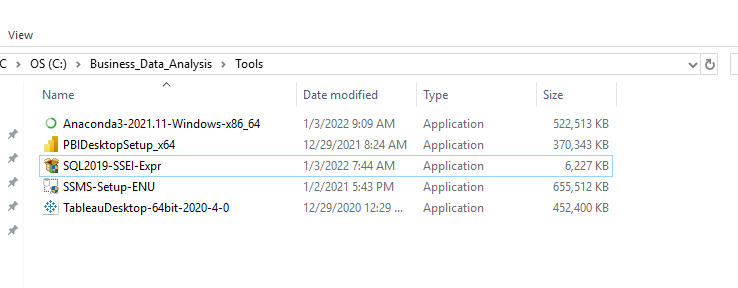 View
C > OS (C:) > Business_Data_Analysis > Tools
Name Date modified Type Size
Anaconda3-2021.11-Windows-x86_64 1/3/2022 9:09 AM Application 522,513 KB
PBIDesktopSetup_x64 12/29/2021 8:24 AM Application 370,343 KB
SQL2019-SSEI-Expr 1/3/2022 7:44 AM Application 6,227 KB
SSMS-Setup-ENU 1/2/2021 5:43 PM Application 655,512 KB
TableauDesktop-64bit-2020-4-0 12/29/2020 12:29 ... Application 452,400 KB